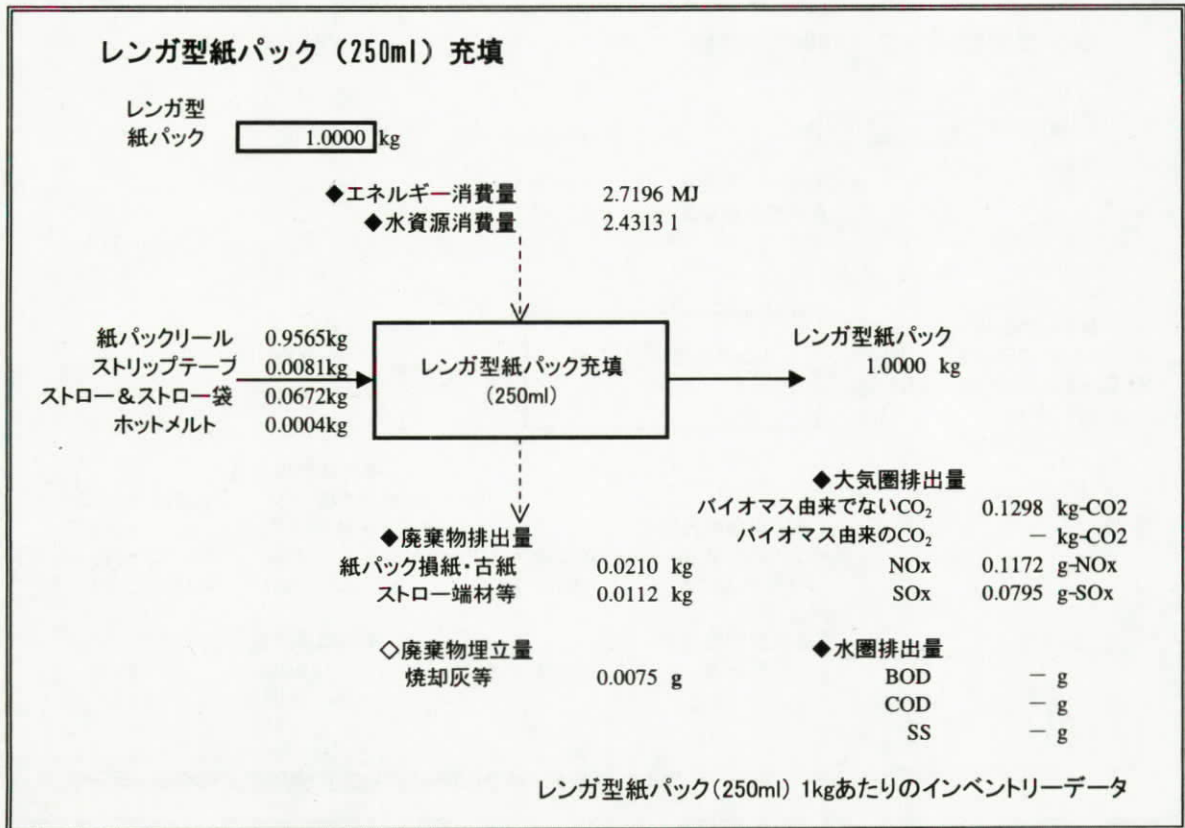 レンガ型紙パック（250ml）充填
レンガ型
紙パック 1.0000 kg
◆エネルギー消費量 2.7196 MJ
◆水資源消費量 2.4313 l
紙パックリール 0.9565kg
ストリップテープ 0.0081kg
ストロー＆ストロー袋 0.0672kg
ホットメルト 0.0004kg
レンガ型紙パック充填
(250ml)
レンガ型紙パック
1.0000 kg
◆廃棄物排出量
紙パック損紙・古紙 0.0210 kg
ストロー端材等 0.0112 kg
◇廃棄物埋立量
焼却灰等 0.0075 g
◆大気圏排出量
バイオマス由来でないCO₂ 0.1298 kg-CO2
バイオマス由来のCO₂ － kg-CO2
NOx 0.1172 g-NOx
SOx 0.0795 g-SOx
◆水圏排出量
BOD － g
COD － g
SS － g
レンガ型紙パック(250ml) 1kgあたりのインベントリーデータ